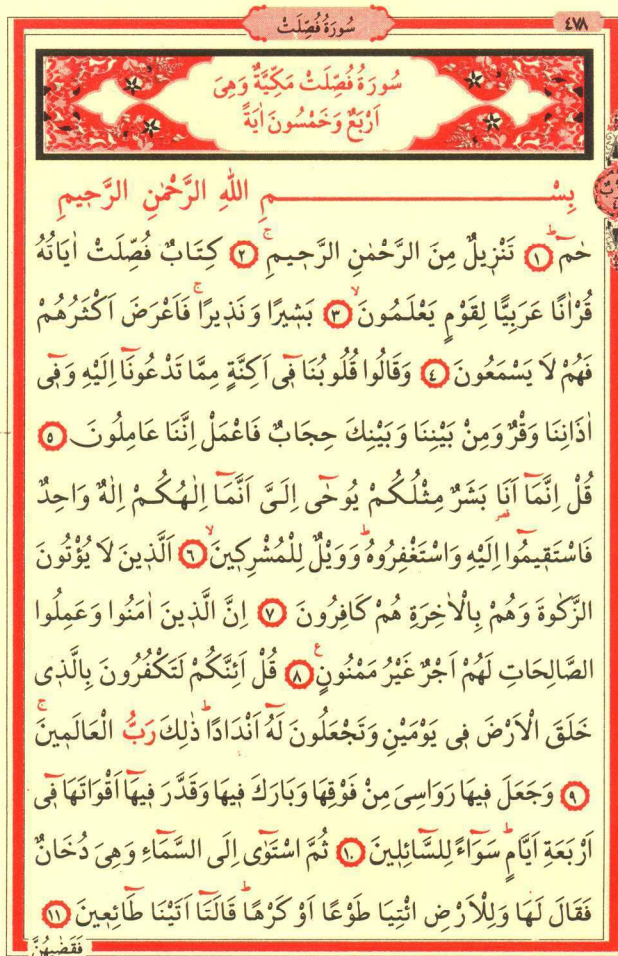 سُورَةُ فُصِّلَتْ
٤٧٨
سُورَةُ فُصِّلَتْ مَكِّيَّةٌ وَهِىَ
اَرْبَعٌ وَخَمْسُونَ اٰيَةً
بِسْــــــــــــــــمِ اللّٰهِ الرَّحْمٰنِ الرَّحٖيمِ
حٰمٓ ۜ ﴿١﴾ تَنْزٖيلٌ مِنَ الرَّحْمٰنِ الرَّحٖيمِ ۚ ﴿٢﴾ كِتَابٌ فُصِّلَتْ اٰيَاتُهُ
قُرْاٰنًا عَرَبِيًّا لِقَوْمٍ يَعْلَمُونَ ۙ ﴿٣﴾ بَشٖيرًا وَنَذٖيرًا ۚ فَاَعْرَضَ اَكْثَرُهُمْ
فَهُمْ لَا يَسْمَعُونَ ﴿٤﴾ وَقَالُوا قُلُوبُنَا فٖٓى اَكِنَّةٍ مِمَّا تَدْعُونَٓا اِلَيْهِ وَفٖٓى
اٰذَانِنَا وَقْرٌ وَمِنْ بَيْنِنَا وَبَيْنِكَ حِجَابٌ فَاعْمَلْ اِنَّنَا عَامِلُونَ ﴿٥﴾
قُلْ اِنَّمَٓا اَنَا۬ بَشَرٌ مِثْلُكُمْ يُوحٰٓى اِلَىَّ اَنَّمَٓا اِلٰهُكُمْ اِلٰهٌ وَاحِدٌ
قصر
فَاسْتَقٖيمُٓوا اِلَيْهِ وَاسْتَغْفِرُوهُ ۜ وَوَيْلٌ لِلْمُشْرِكٖينَ ۙ ﴿٦﴾ اَلَّذٖينَ لَا يُؤْتُونَ
الزَّكٰوةَ وَهُمْ بِالْاٰخِرَةِ هُمْ كَافِرُونَ ﴿٧﴾ اِنَّ الَّذٖينَ اٰمَنُوا وَعَمِلُوا
الصَّالِحَاتِ لَهُمْ اَجْرٌ غَيْرُ مَمْنُونٍ ع ﴿٨﴾ قُلْ اَئِنَّكُمْ لَتَكْفُرُونَ بِالَّذٖى
خَلَقَ الْاَرْضَ فٖى يَوْمَيْنِ وَتَجْعَلُونَ لَهُٓ اَنْدَادًا ۜ ذٰلِكَ رَبُّ الْعَالَمٖينَ ۚ
﴿٩﴾ وَجَعَلَ فٖيهَا رَوَاسِىَ مِنْ فَوْقِهَا وَبَارَكَ فٖيهَا وَقَدَّرَ فٖيهَٓا اَقْوَاتَهَا فٖٓى
اَرْبَعَةِ اَيَّامٍ ۜ سَوَٓاءً لِلسَّٓائِلٖينَ ﴿١٠﴾ ثُمَّ اسْتَوٰٓى اِلَى السَّمَٓاءِ وَهِىَ دُخَانٌ
فَقَالَ لَهَا وَلِلْاَرْضِ ائْتِيَا طَوْعًا اَوْ كَرْهًا ۜ قَالَتَٓا اَتَيْنَا طَٓائِعٖينَ ﴿١١﴾
فَقَضٰيهُنَّ